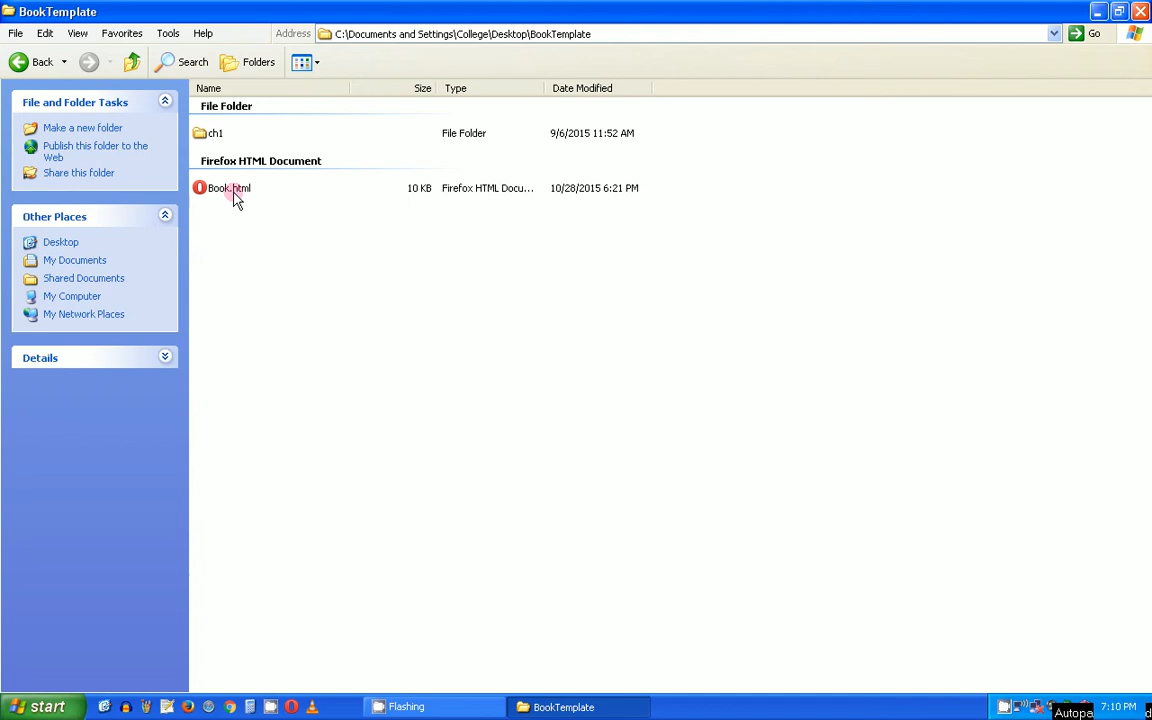 BookTemplate
File Edit View Favorites Tools Help
Address C:\Documents and Settings\College\Desktop\BookTemplate Go
Back Search Folders
Name Size Type Date Modified
File and Folder Tasks
Make a new folder
Publish this folder to the
Web
Share this folder
Other Places
Desktop
My Documents
Shared Documents
My Computer
My Network Places
Details
File Folder
ch1 File Folder 9/6/2015 11:52 AM
Firefox HTML Document
Book.html 10 KB Firefox HTML Docu... 10/28/2015 6:21 PM
start Flashing BookTemplate 7:10 PM
Autopa